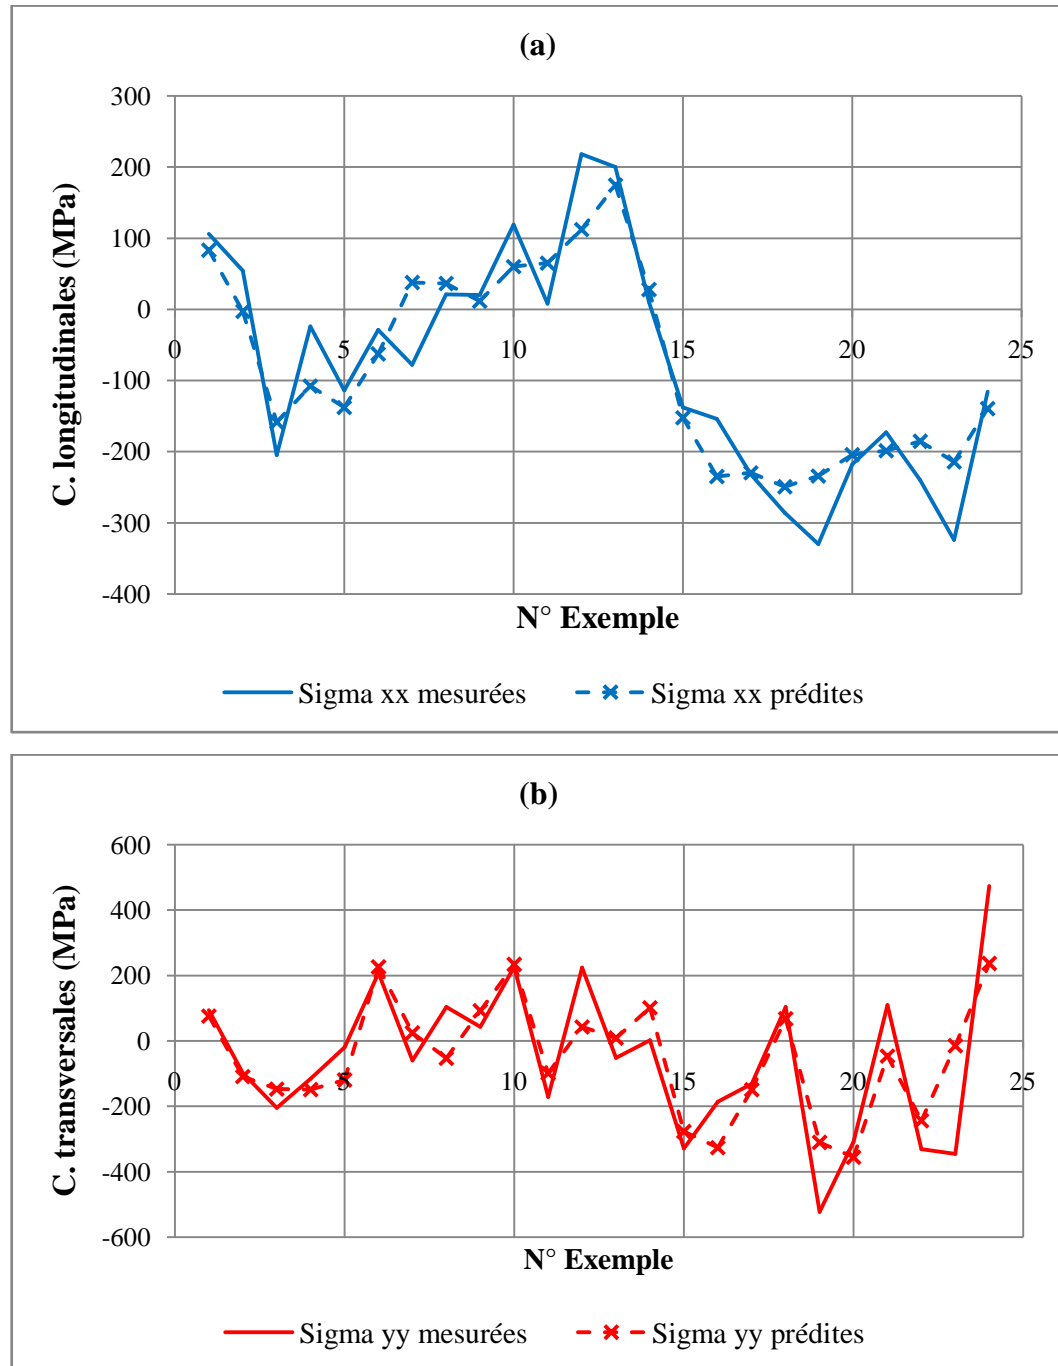 (a)
300
200
100
0
-100
-200
-300
-400
0 5 10 15 20 25
C. longitudinales (MPa)
N° Exemple
Sigma xx mesurées Sigma xx prédites
(b)
600
400
200
0
-200
-400
-600
0 5 10 15 20 25
C. transversales (MPa)
N° Exemple
Sigma yy mesurées Sigma yy prédites